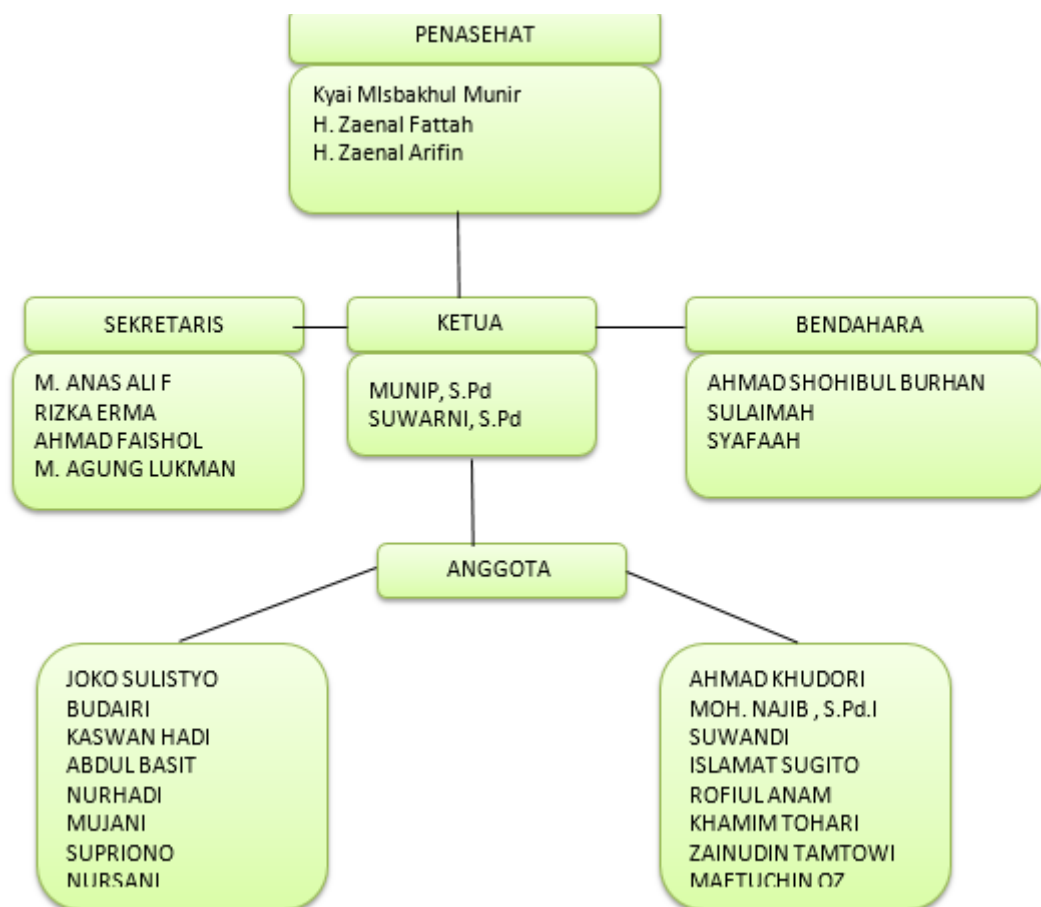 PENASEHAT
Kyai MIsbakhul Munir
H. Zaenal Fattah
H. Zaenal Arifin
SEKRETARIS
M. ANAS ALI F
RIZKA ERMA
AHMAD FAISHOL
M. AGUNG LUKMAN
KETUA
MUNIP, S.Pd
SUWARNI, S.Pd
BENDAHARA
AHMAD SHOHIBUL BURHAN
SULAIMAH
SYAFAAH
ANGGOTA
JOKO SULISTYO
BUDAIRI
KASWAN HADI
ABDUL BASIT
NURHADI
MUJANI
SUPRIONO
NURSANI
AHMAD KHUDORI
MOH. NAJIB , S.Pd.I
SUWANDI
ISLAMAT SUGITO
ROFIUL ANAM
KHAMIM TOHARI
ZAINUDIN TAMTOWI